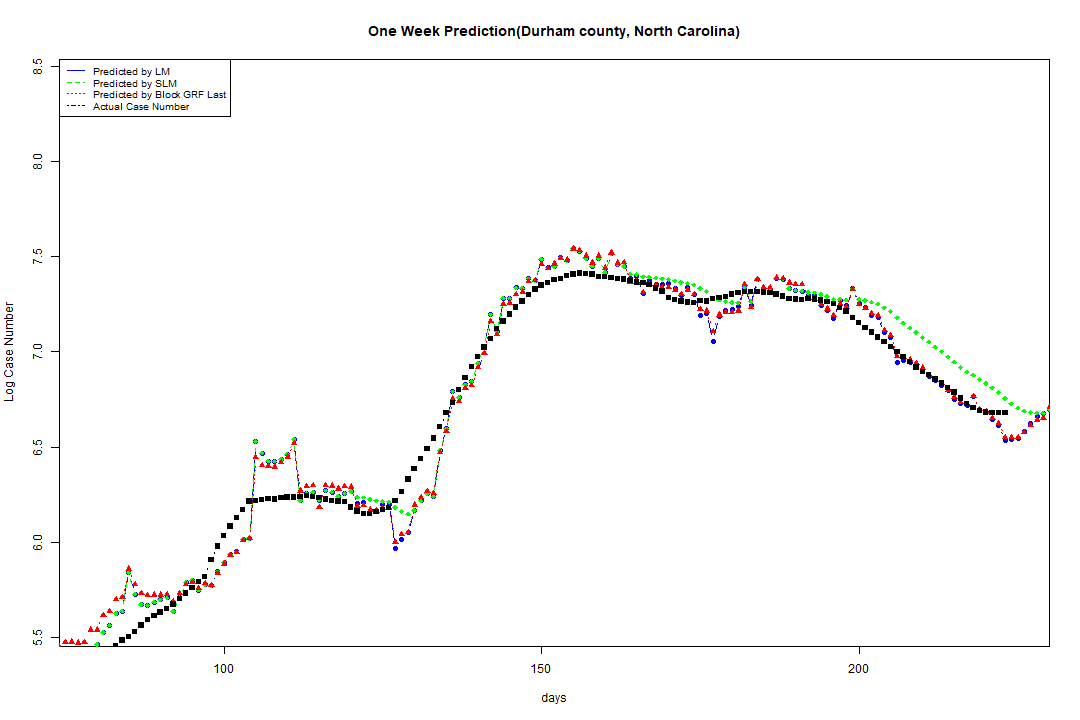 One Week Prediction(Durham county, North Carolina)
Predicted by LM
Predicted by SLM
Predicted by Block GRF Last
Actual Case Number
Log Case Number
8.5
8.0
7.5
7.0
6.5
6.0
5.5
100 150 200
days